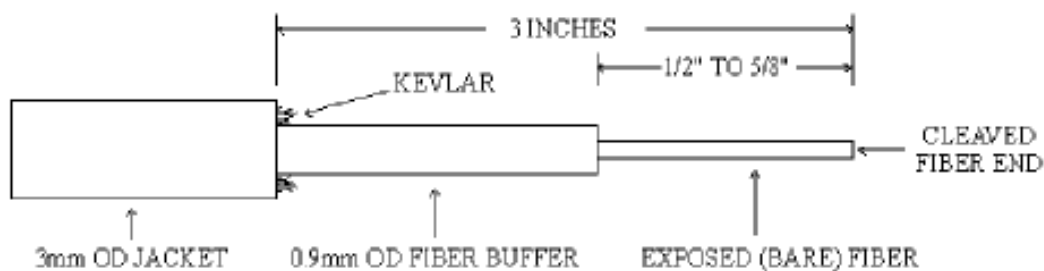 3 INCHES
1/2" TO 5/8"
KEVLAR
CLEAVED
FIBER END
3mm OD JACKET
0.9mm OD FIBER BUFFER
EXPOSED (BARE) FIBER